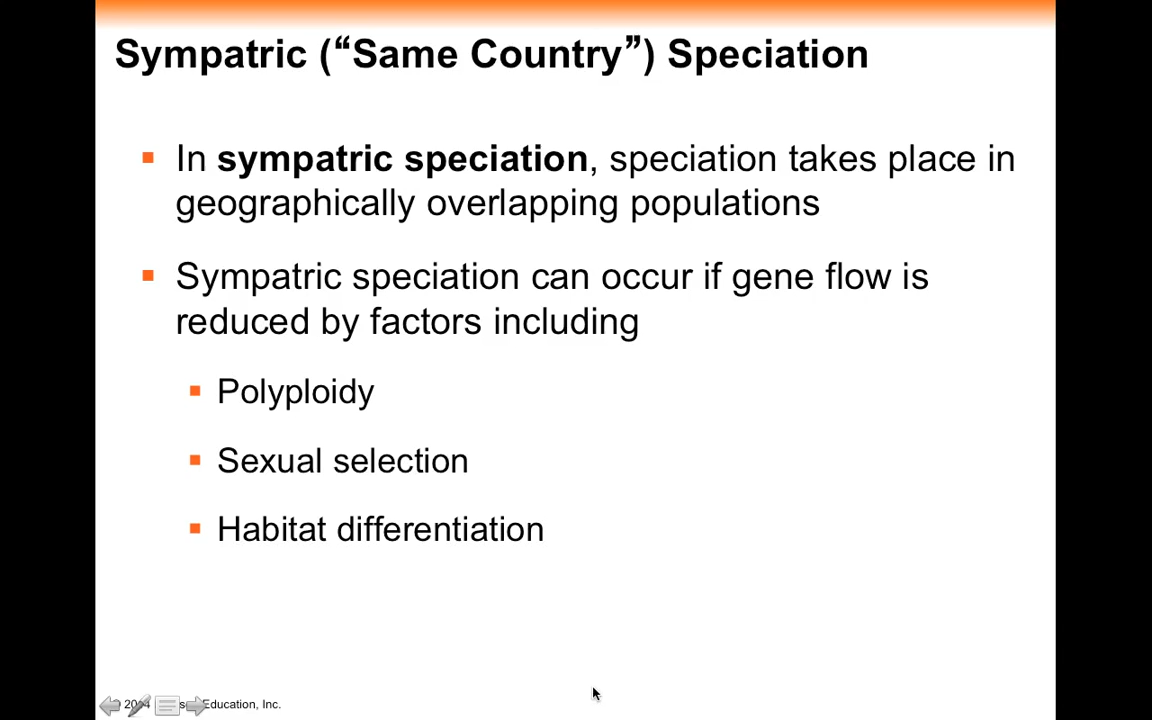 Sympatric (“Same Country”) Speciation
In sympatric speciation, speciation takes place in
geographically overlapping populations
Sympatric speciation can occur if gene flow is
reduced by factors including
Polyploidy
Sexual selection
Habitat differentiation
Education, Inc.